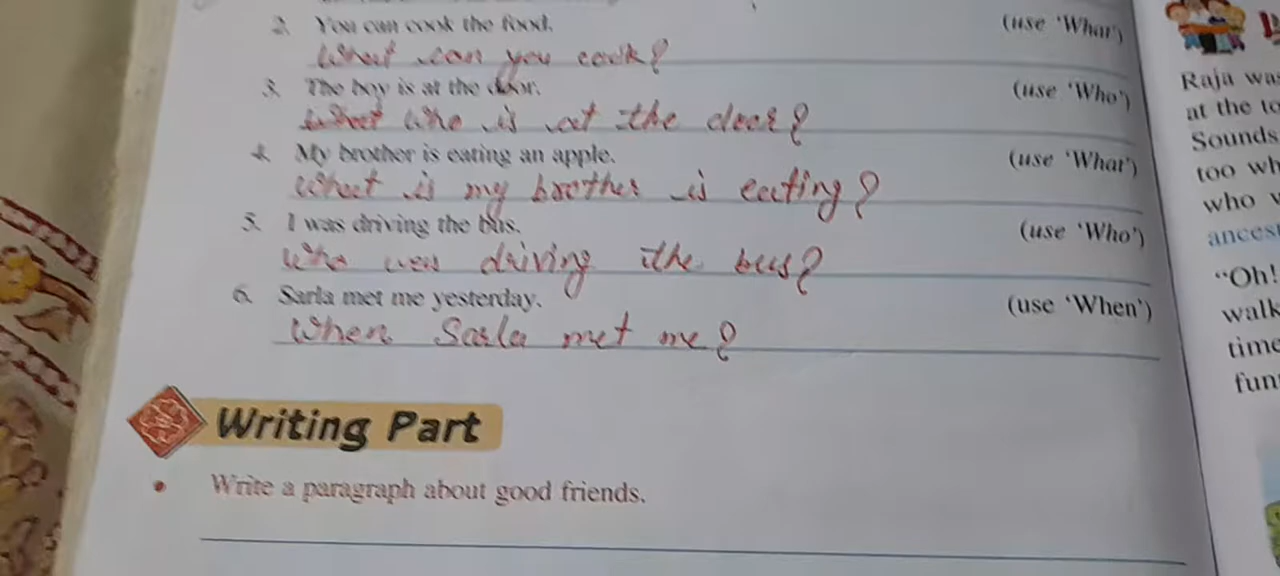 2. You can cook the food. (use 'What')
What can you cook?
3. The boy is at the door. (use 'Who')
What Who is at the door?
4. My brother is eating an apple. (use 'What')
What is my brother is eating?
5. I was driving the bus. (use 'Who')
Who was driving the bus?
6. Sarla met me yesterday. (use 'When')
When Sarla met me?
Writing Part
• Write a paragraph about good friends.
Raja was
at the
Sounds
too
who
"Oh!
walk
time